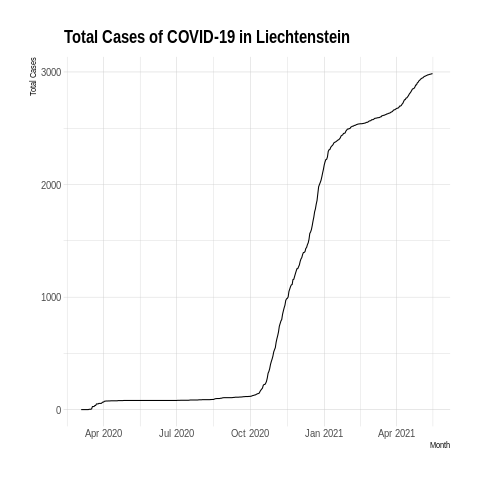 Total Cases of COVID-19 in Liechtenstein
Total Cases
3000
2000
1000
0
Apr 2020 Jul 2020 Oct 2020 Jan 2021 Apr 2021
Month